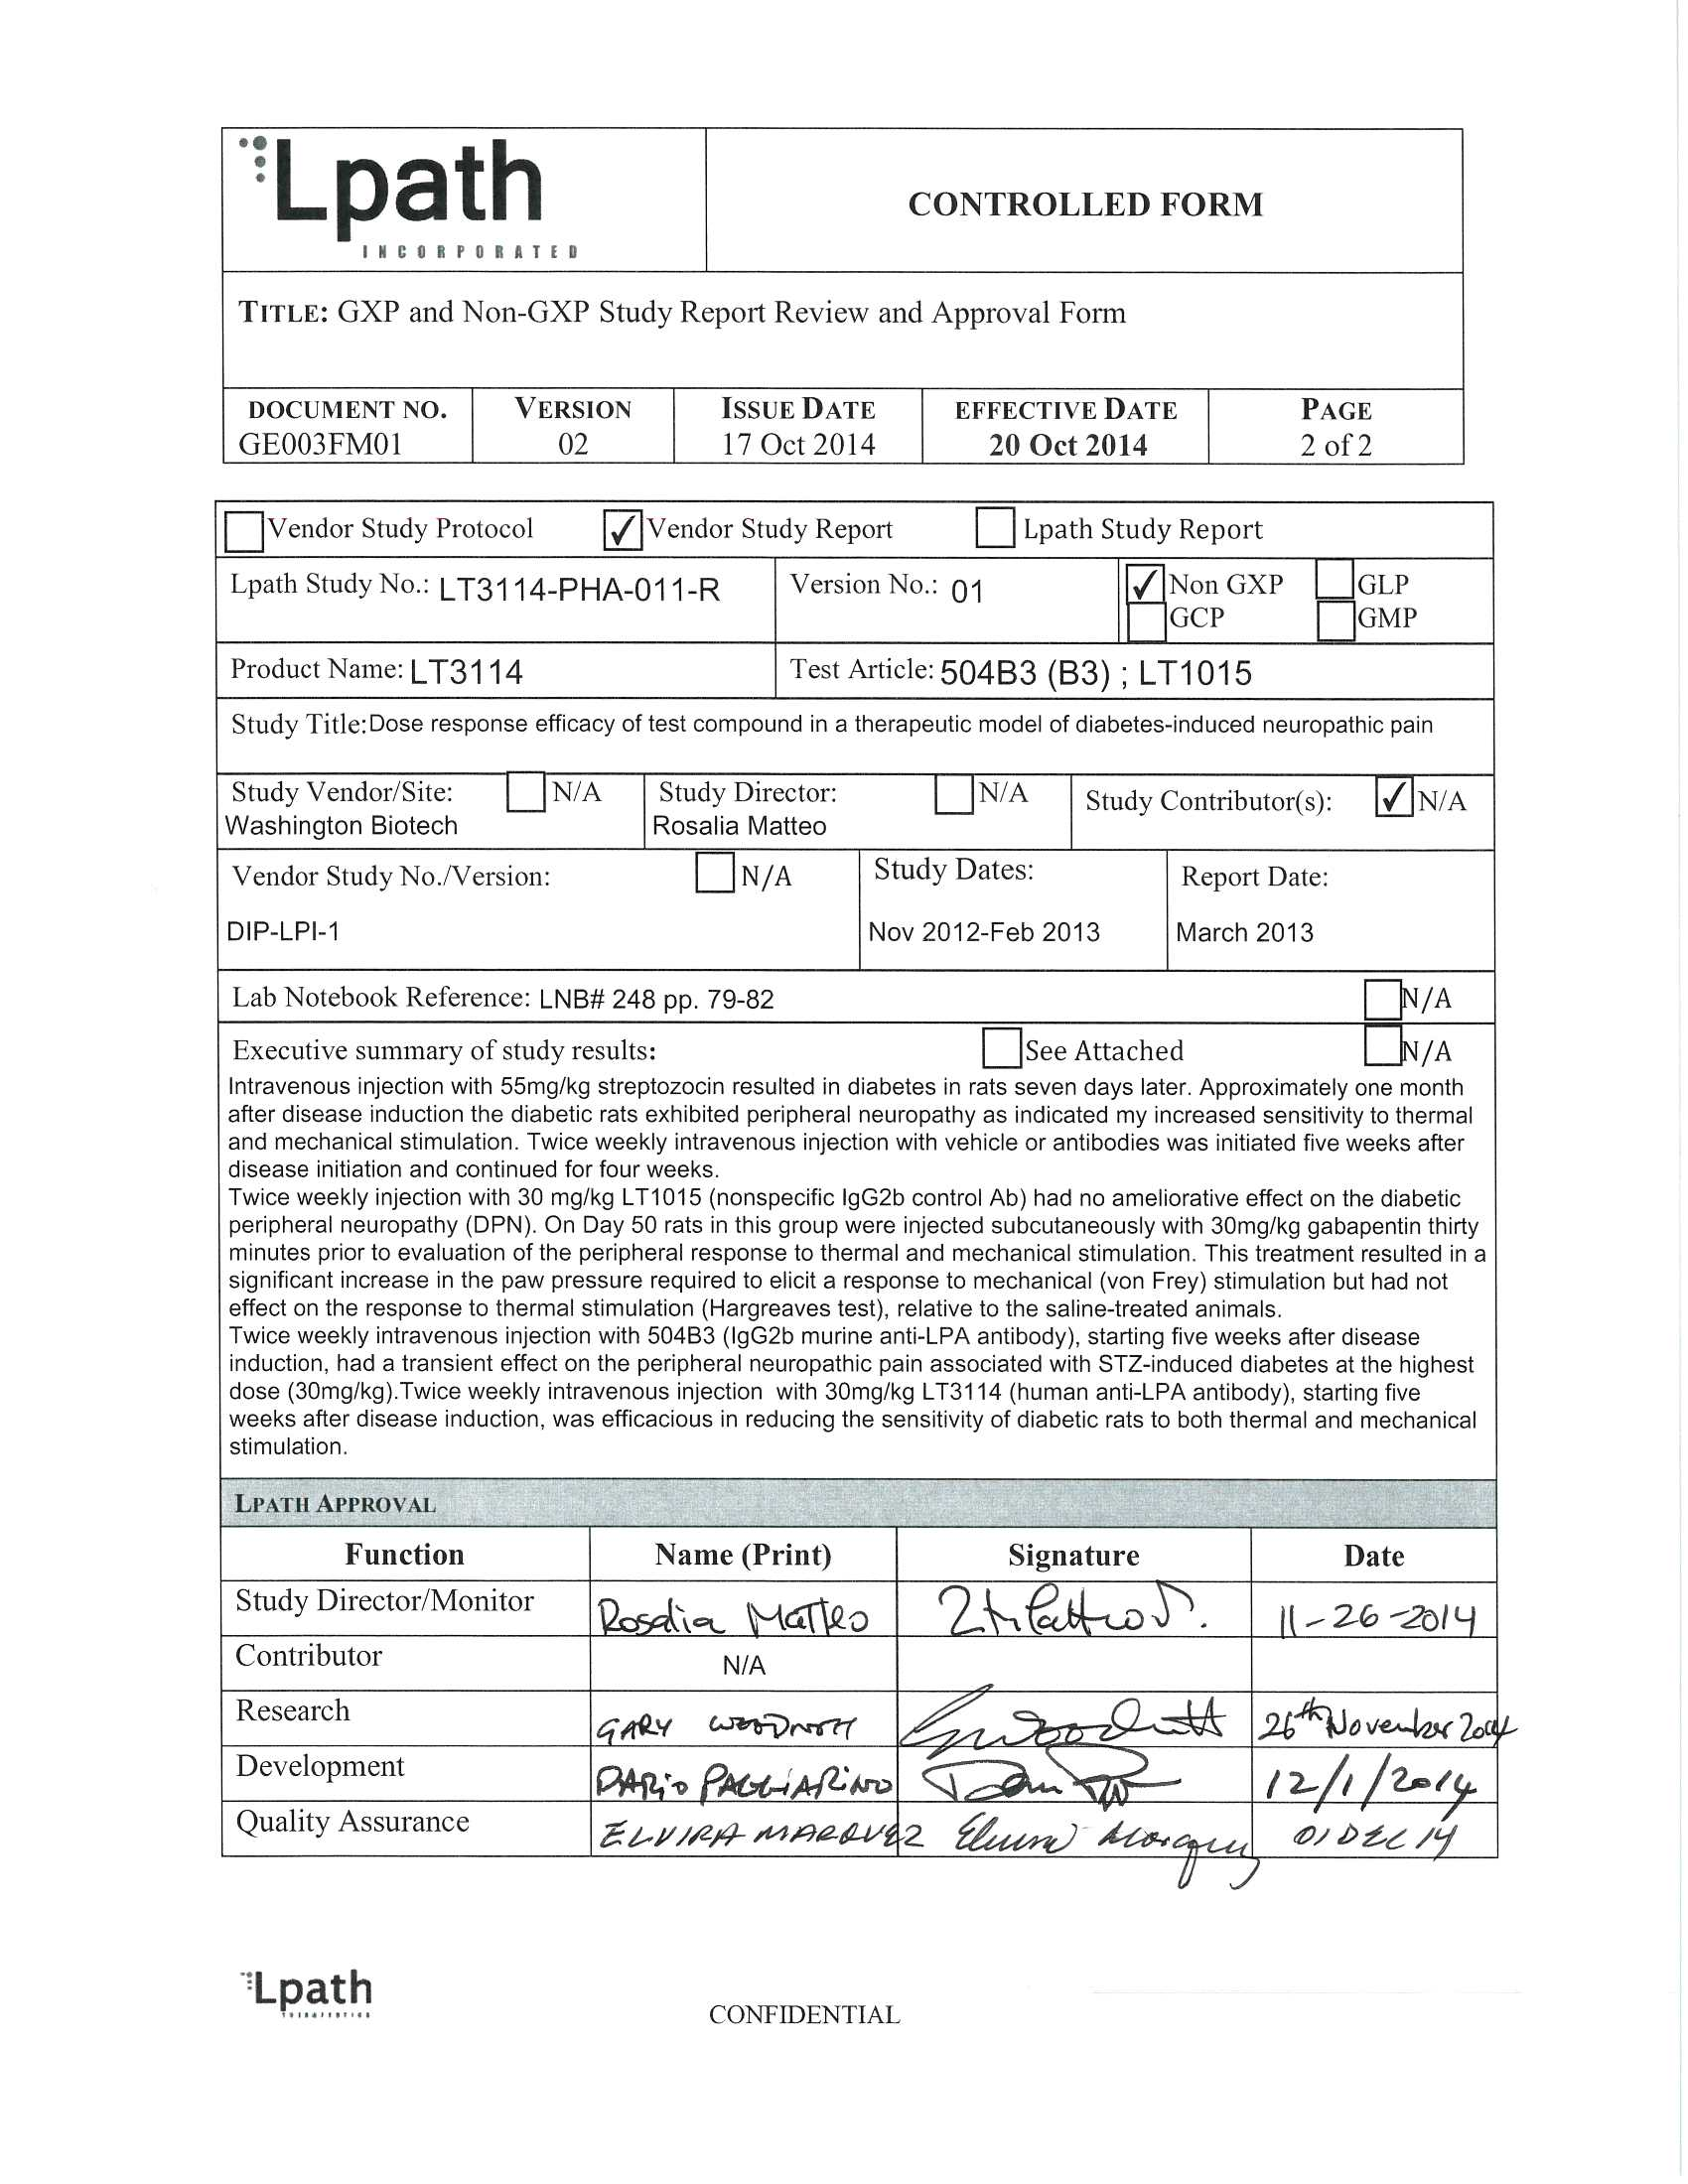 Lpath
INCORPORATED
CONTROLLED FORM
TITLE: GXP and Non-GXP Study Report Review and Approval Form
DOCUMENT NO. VERSION ISSUE DATE EFFECTIVE DATE PAGE
GE003FM01 02 17 Oct 2014 20 Oct 2014 2 of 2
Vendor Study Protocol ✓ Vendor Study Report Lpath Study Report
Lpath Study No.: LT3114-PHA-011-R Version No.: 01 ✓ Non GXP GLP
GCP GMP
Product Name: LT3114 Test Article: 504B3 (B3) ; LT1015
Study Title: Dose response efficacy of test compound in a therapeutic model of diabetes-induced neuropathic pain
Study Vendor/Site: N/A Study Director: N/A Study Contributor(s): ✓ N/A
Washington Biotech Rosalia Matteo
Vendor Study No./Version: N/A Study Dates: Report Date:
DIP-LPI-1 Nov 2012-Feb 2013 March 2013
Lab Notebook Reference: LNB# 248 pp. 79-82 N/A
Executive summary of study results: See Attached N/A
Intravenous injection with 55mg/kg streptozocin resulted in diabetes in rats seven days later. Approximately one month
after disease induction the diabetic rats exhibited peripheral neuropathy as indicated my increased sensitivity to thermal
and mechanical stimulation. Twice weekly intravenous injection with vehicle or antibodies was initiated five weeks after
disease initiation and continued for four weeks.
Twice weekly injection with 30 mg/kg LT1015 (nonspecific IgG2b control Ab) had no ameliorative effect on the diabetic
peripheral neuropathy (DPN). On Day 50 rats in this group were injected subcutaneously with 30mg/kg gabapentin thirty
minutes prior to evaluation of the peripheral response to thermal and mechanical stimulation. This treatment resulted in a
significant increase in the paw pressure required to elicit a response to mechanical (von Frey) stimulation but had not
effect on the response to thermal stimulation (Hargreaves test), relative to the saline-treated animals.
Twice weekly intravenous injection with 504B3 (IgG2b murine anti-LPA antibody), starting five weeks after disease
induction, had a transient effect on the peripheral neuropathic pain associated with STZ-induced diabetes at the highest
dose (30mg/kg).Twice weekly intravenous injection with 30mg/kg LT3114 (human anti-LPA antibody), starting five
weeks after disease induction, was efficacious in reducing the sensitivity of diabetic rats to both thermal and mechanical
stimulation.
LPATH APPROVAL
Function Name (Print) Signature Date
Study Director/Monitor Rosalia Matteo 11-26-2014
Contributor N/A
Research GARY 26th November 2014
Development DARIO PAGLIARINO 12/1/2014
Quality Assurance ELVIRA MARQUEZ Elvira Marquez 01 DEC 14
Lpath
THERAPEUTICS
CONFIDENTIAL